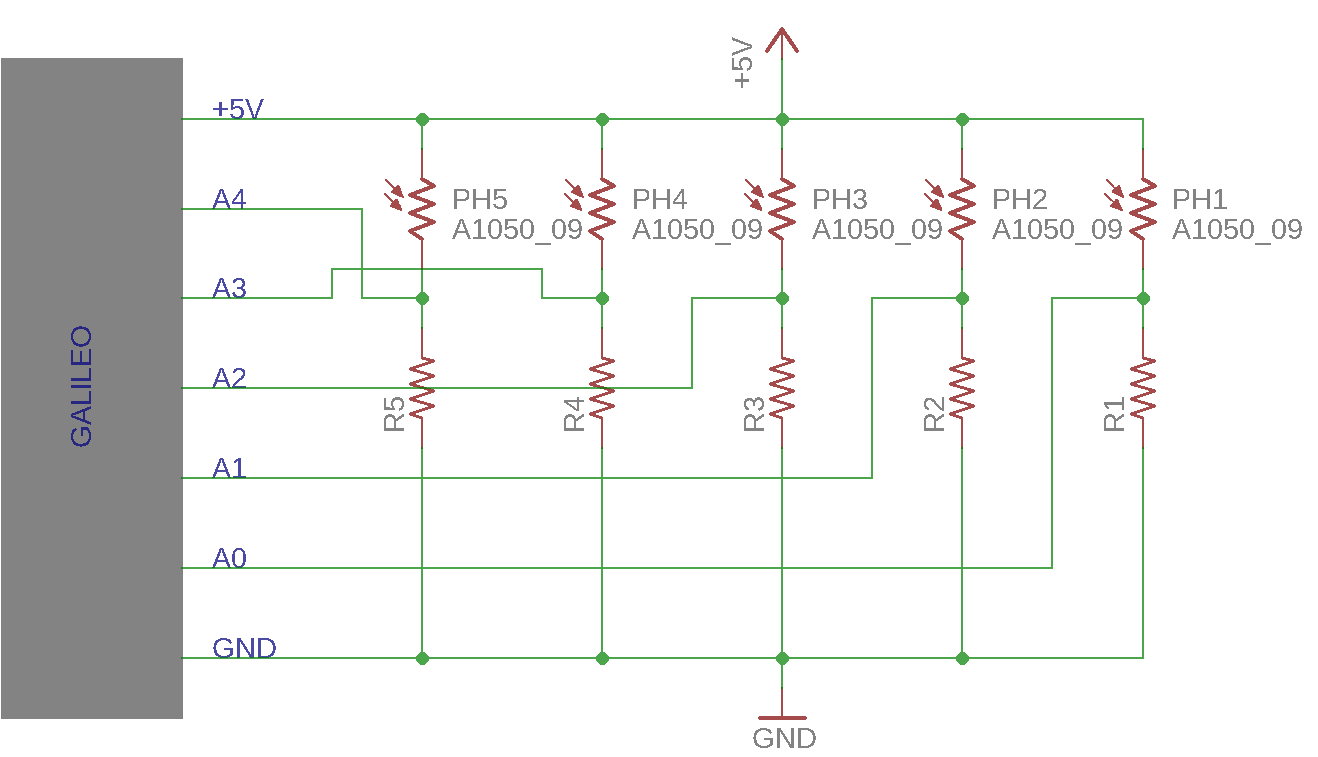 +5V
+5V
A4
PH5
A1050_09
PH4
A1050_09
PH3
A1050_09
PH2
A1050_09
PH1
A1050_09
A3
GALILEO
A2
R5
R4
R3
R2
R1
A1
A0
GND
GND